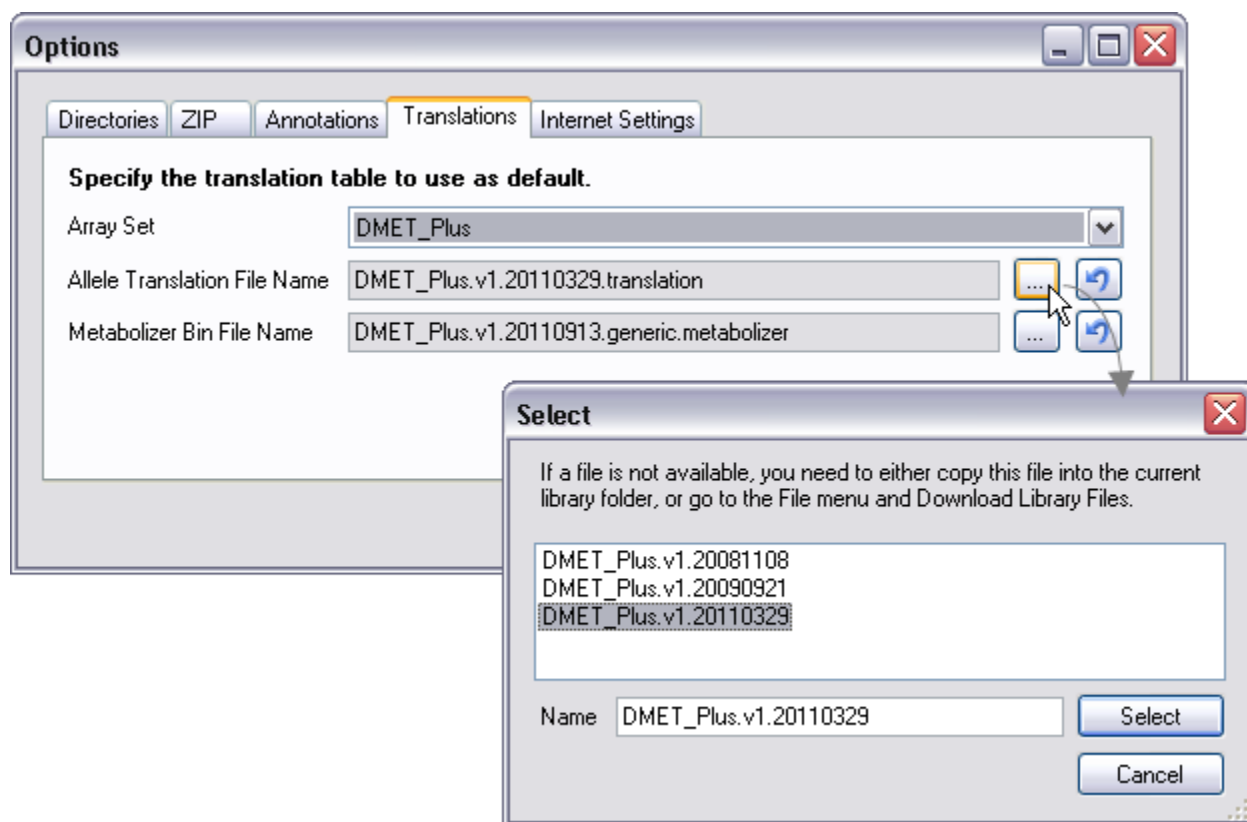 Options
Directories ZIP Annotations Translations Internet Settings
Specify the translation table to use as default.
Array Set DMET_Plus
Allele Translation File Name DMET_Plus.v1.20110329.translation ...
Metabolizer Bin File Name DMET_Plus.v1.20110913.generic.metabolizer ...
Select
If a file is not available, you need to either copy this file into the current
library folder, or go to the File menu and Download Library Files.
DMET_Plus.v1.20081108
DMET_Plus.v1.20090921
DMET_Plus.v1.20110329
Name DMET_Plus.v1.20110329 Select
Cancel